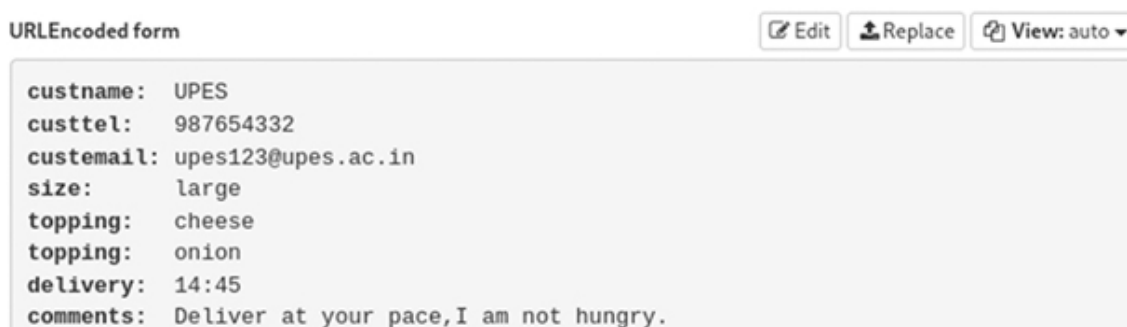 URLEncoded form Edit Replace View: auto
custname: UPES
custtel: 987654332
custemail: upes123@upes.ac.in
size: large
topping: cheese
topping: onion
delivery: 14:45
comments: Deliver at your pace,I am not hungry.